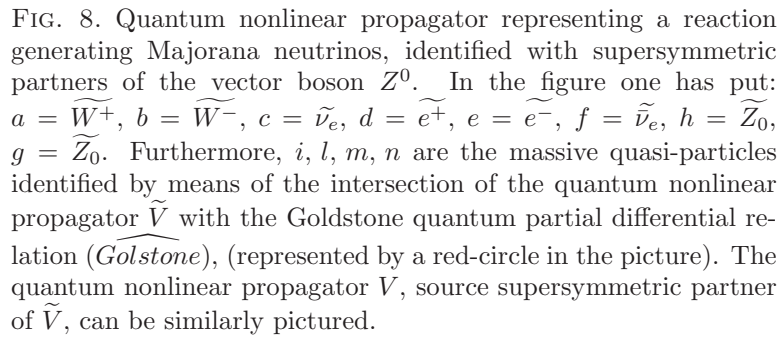 FIG. 8. Quantum nonlinear propagator representing a reaction
generating Majorana neutrinos, identified with supersymmetric
partners of the vector boson Z⁰. In the figure one has put:
a = \widetilde{W^+}, b = \widetilde{W^-}, c = \widetilde{ν}_e, d = \widetilde{e^+}, e = \widetilde{e^-}, f = \widetilde{\bar{ν}}_e, h = \widetilde{Z_0},
g = \widetilde{Z_0}. Furthermore, i, l, m, n are the massive quasi-particles
identified by means of the intersection of the quantum nonlinear
propagator \widetilde{V} with the Goldstone quantum partial differential re-
lation (\widehat{Golstone}), (represented by a red-circle in the picture). The
quantum nonlinear propagator V, source supersymmetric partner
of \widetilde{V}, can be similarly pictured.